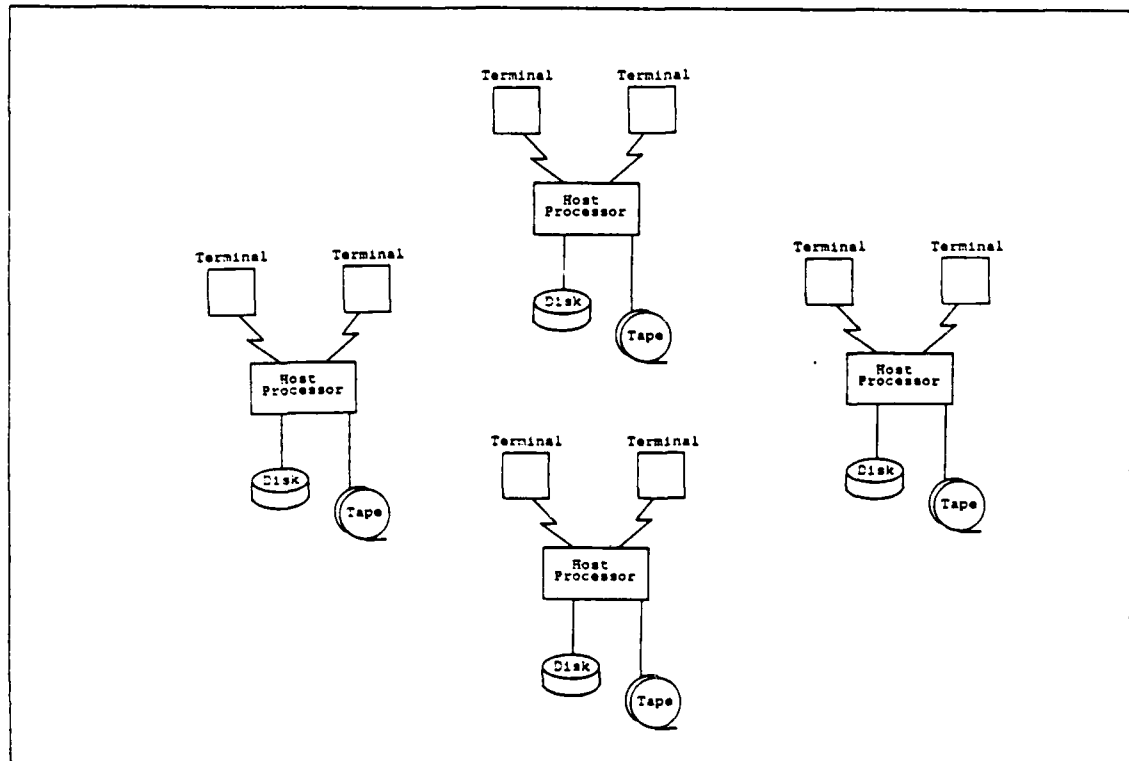 Terminal Terminal
Host
Processor
Disk
Tape
Terminal Terminal
Host
Processor
Disk
Tape
Terminal Terminal
Host
Processor
Disk
Tape
Terminal Terminal
Host
Processor
Disk
Tape